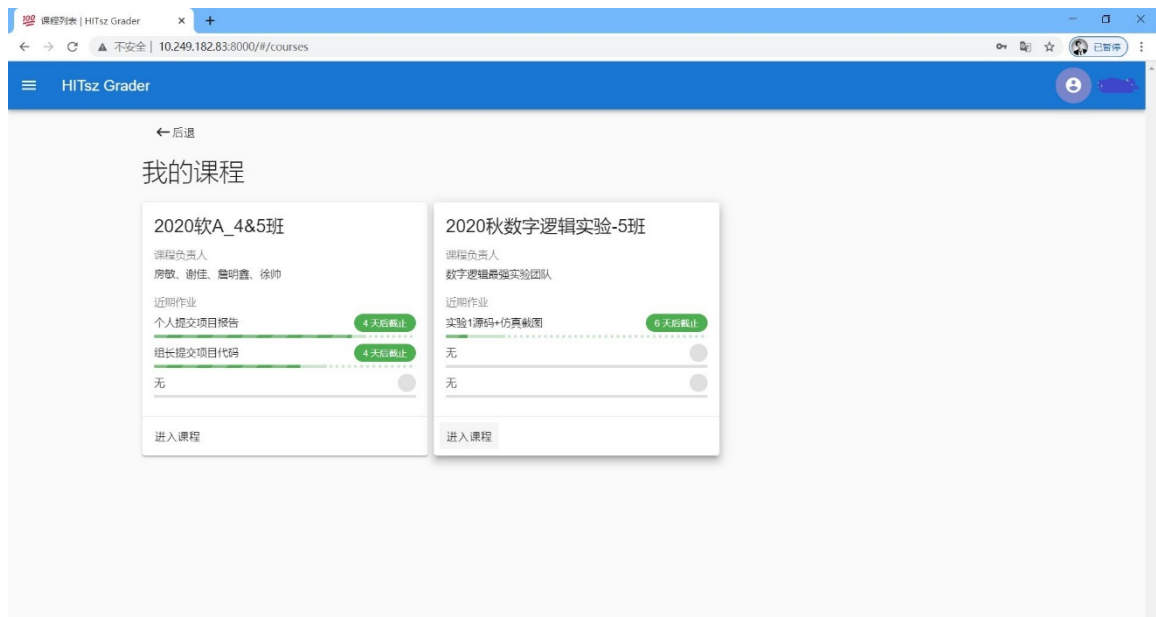 课程列表 | HITsz Grader
不安全 | 10.249.182.83:8000/#/courses
已暂停
HITsz Grader
后退
我的课程
2020软A_4&5班
课程负责人
房敏、谢佳、詹明鑫、徐帅
近期作业
个人提交项目报告
4 天后截止
组长提交项目代码
4 天后截止
无
进入课程
2020秋数字逻辑实验-5班
课程负责人
数字逻辑最强实验团队
近期作业
实验1源码+仿真截图
6 天后截止
无
无
进入课程